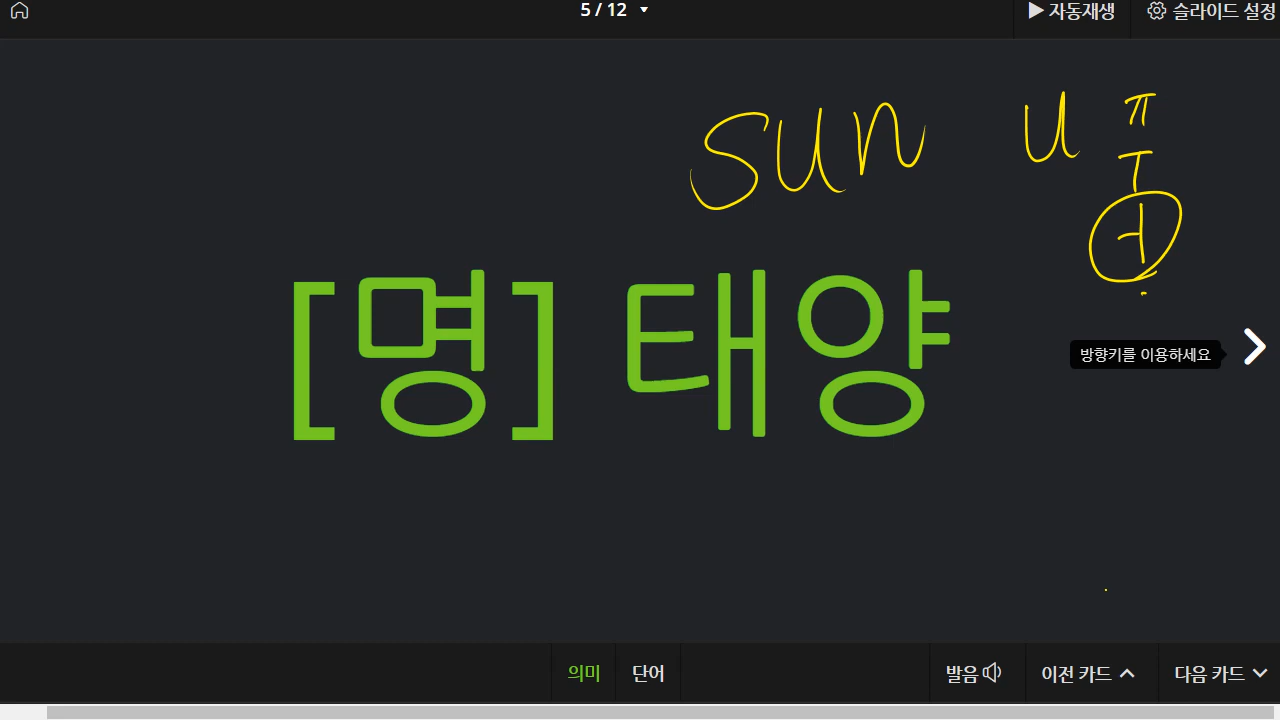 5 / 12
자동재생
슬라이드 설정
sun u ㅠ
ㅜ
ㅓ
[명] 태양
방향키를 이용하세요
의미
단어
발음
이전 카드
다음 카드